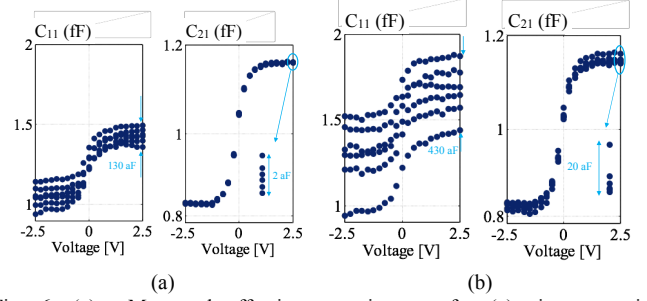 C11 (fF) C21 (fF) C11 (fF) C21 (fF)
2 1.2 2 1.2
1.5 1 1.5 1
130 aF 2 aF 430 aF 20 aF
1 0.8 1 0.8
-2.5 0 2.5 -2.5 0 2.5 -2.5 0 2.5 -2.5 0 2.5
Voltage [V] Voltage [V] Voltage [V] Voltage [V]
(a) (b)